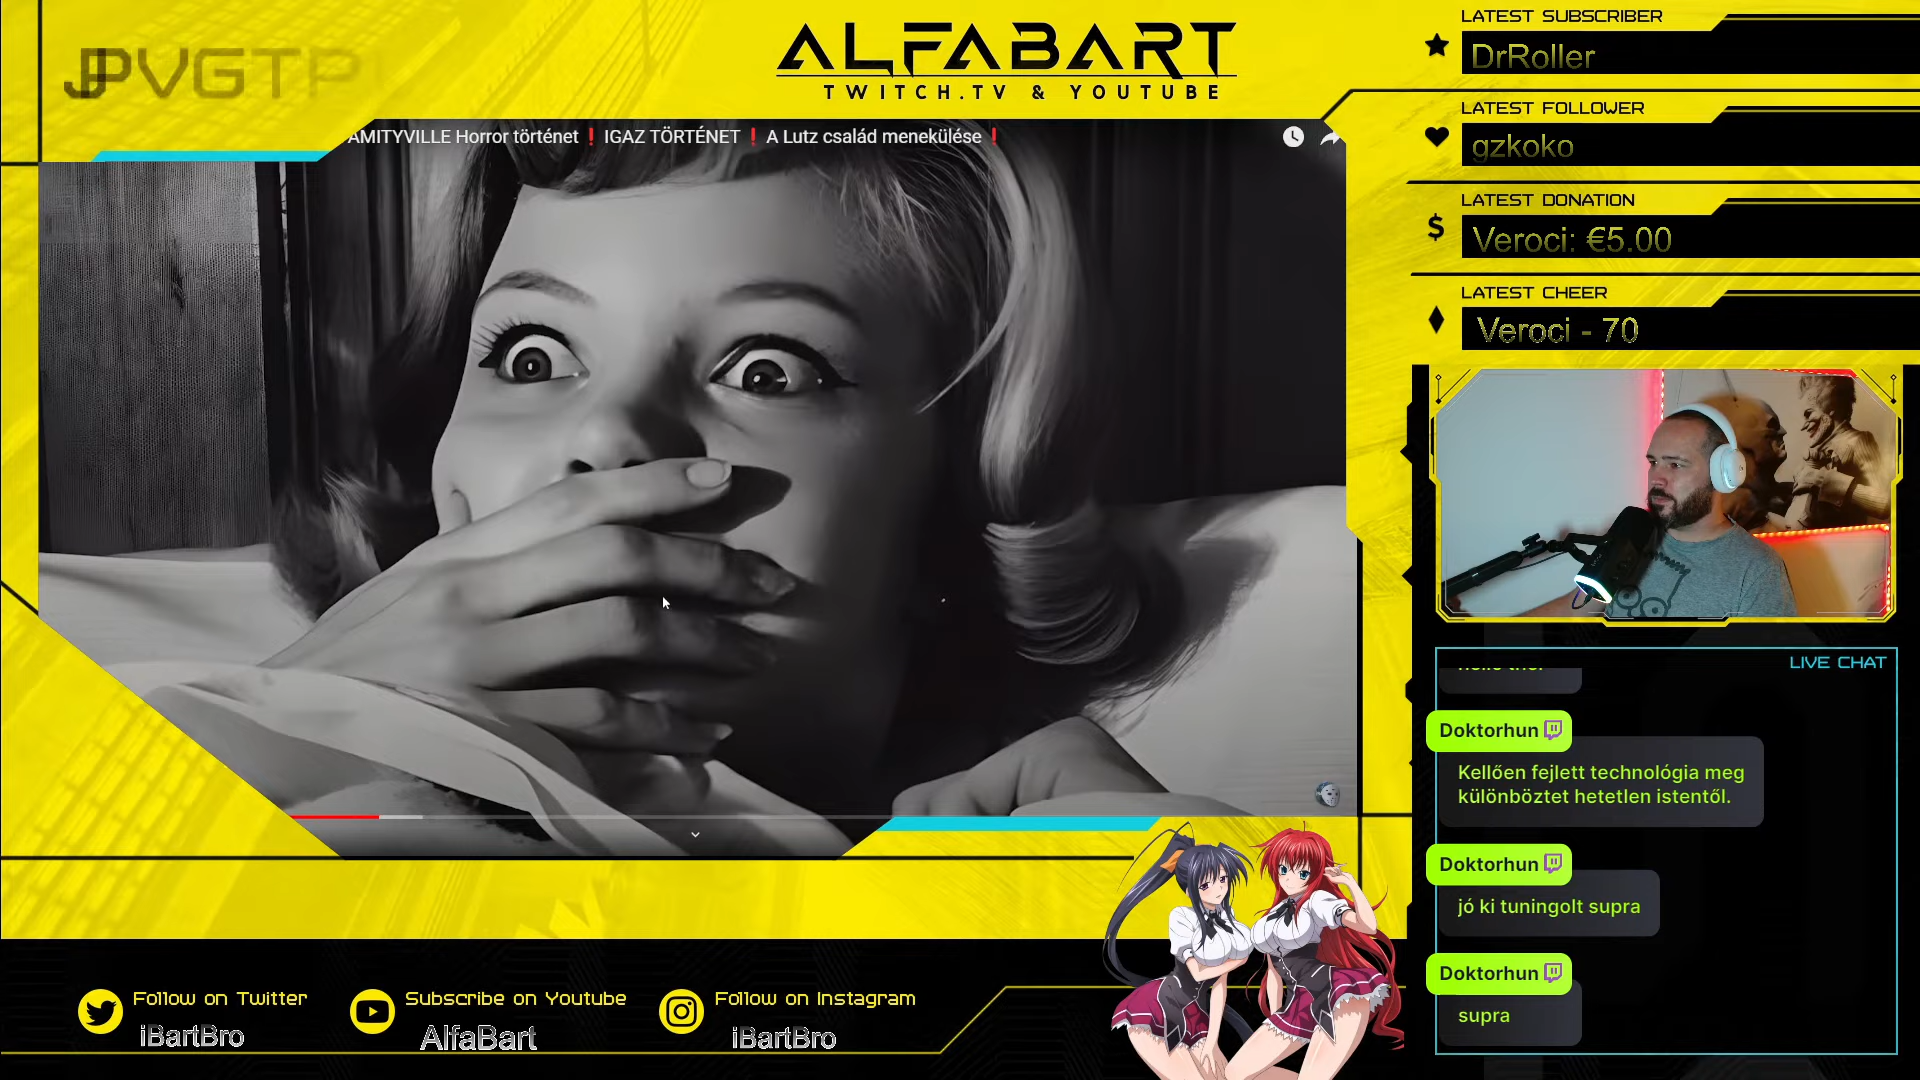 ALFABART
TWITCH.TV & YOUTUBE
AMITYVILLE Horror történet❗ IGAZ TÖRTÉNET ❗ A Lutz család menekülése❗
LATEST SUBSCRIBER
DrRoller
LATEST FOLLOWER
gzkoko
LATEST DONATION
$ Veroci: €5.00
LATEST CHEER
Veroci - 70
LIVE CHAT
Doktorhun
Kellően fejlett technológia meg
különböztet hetetlen istentől.
Doktorhun
jó ki tuningolt supra
Doktorhun
supra
Follow on Twitter
iBartBro
Subscribe on Youtube
AlfaBart
Follow on Instagram
iBartBro